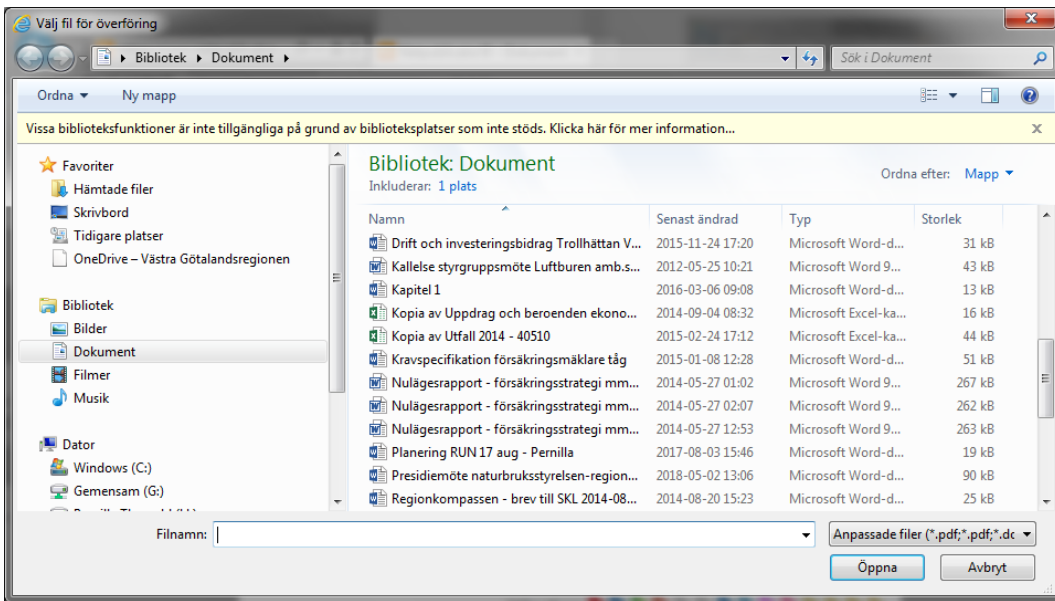 Välj fil för överföring
Bibliotek Dokument
Sök i Dokument
Ordna Ny mapp
Vissa biblioteksfunktioner är inte tillgängliga på grund av biblioteksplatser som inte stöds. Klicka här för mer information...
Favoriter
Hämtade filer
Skrivbord
Tidigare platser
OneDrive – Västra Götalandsregionen
Bibliotek
Bilder
Dokument
Filmer
Musik
Dator
Windows (C:)
Gemensam (G:)
Bibliotek: Dokument
Inkluderar: 1 plats
Ordna efter: Mapp
Namn Senast ändrad Typ Storlek
Drift och investeringsbidrag Trollhättan V... 2015-11-24 17:20 Microsoft Word-d... 31 kB
Kallelse styrgruppsmöte Luftburen amb.s... 2012-05-25 10:21 Microsoft Word 9... 43 kB
Kapitel 1 2016-03-06 09:08 Microsoft Word-d... 13 kB
Kopia av Uppdrag och beroenden ekono... 2014-09-04 08:32 Microsoft Excel-ka... 16 kB
Kopia av Utfall 2014 - 40510 2015-02-24 17:12 Microsoft Excel-ka... 44 kB
Kravspecifikation försäkringsmäklare tåg 2015-01-08 12:28 Microsoft Word-d... 51 kB
Nulägesrapport - försäkringsstrategi mm... 2014-05-27 01:02 Microsoft Word 9... 267 kB
Nulägesrapport - försäkringsstrategi mm... 2014-05-27 02:07 Microsoft Word 9... 262 kB
Nulägesrapport - försäkringsstrategi mm... 2014-05-27 12:53 Microsoft Word 9... 263 kB
Planering RUN 17 aug - Pernilla 2017-08-03 15:46 Microsoft Word-d... 19 kB
Presidiemöte naturbruksstyrelsen-region... 2018-05-02 13:06 Microsoft Word-d... 90 kB
Regionkompassen - brev till SKL 2014-08... 2014-08-20 15:23 Microsoft Word-d... 25 kB
Filnamn:
Anpassade filer (*.pdf;*.pdf;*.dc
Öppna Avbryt